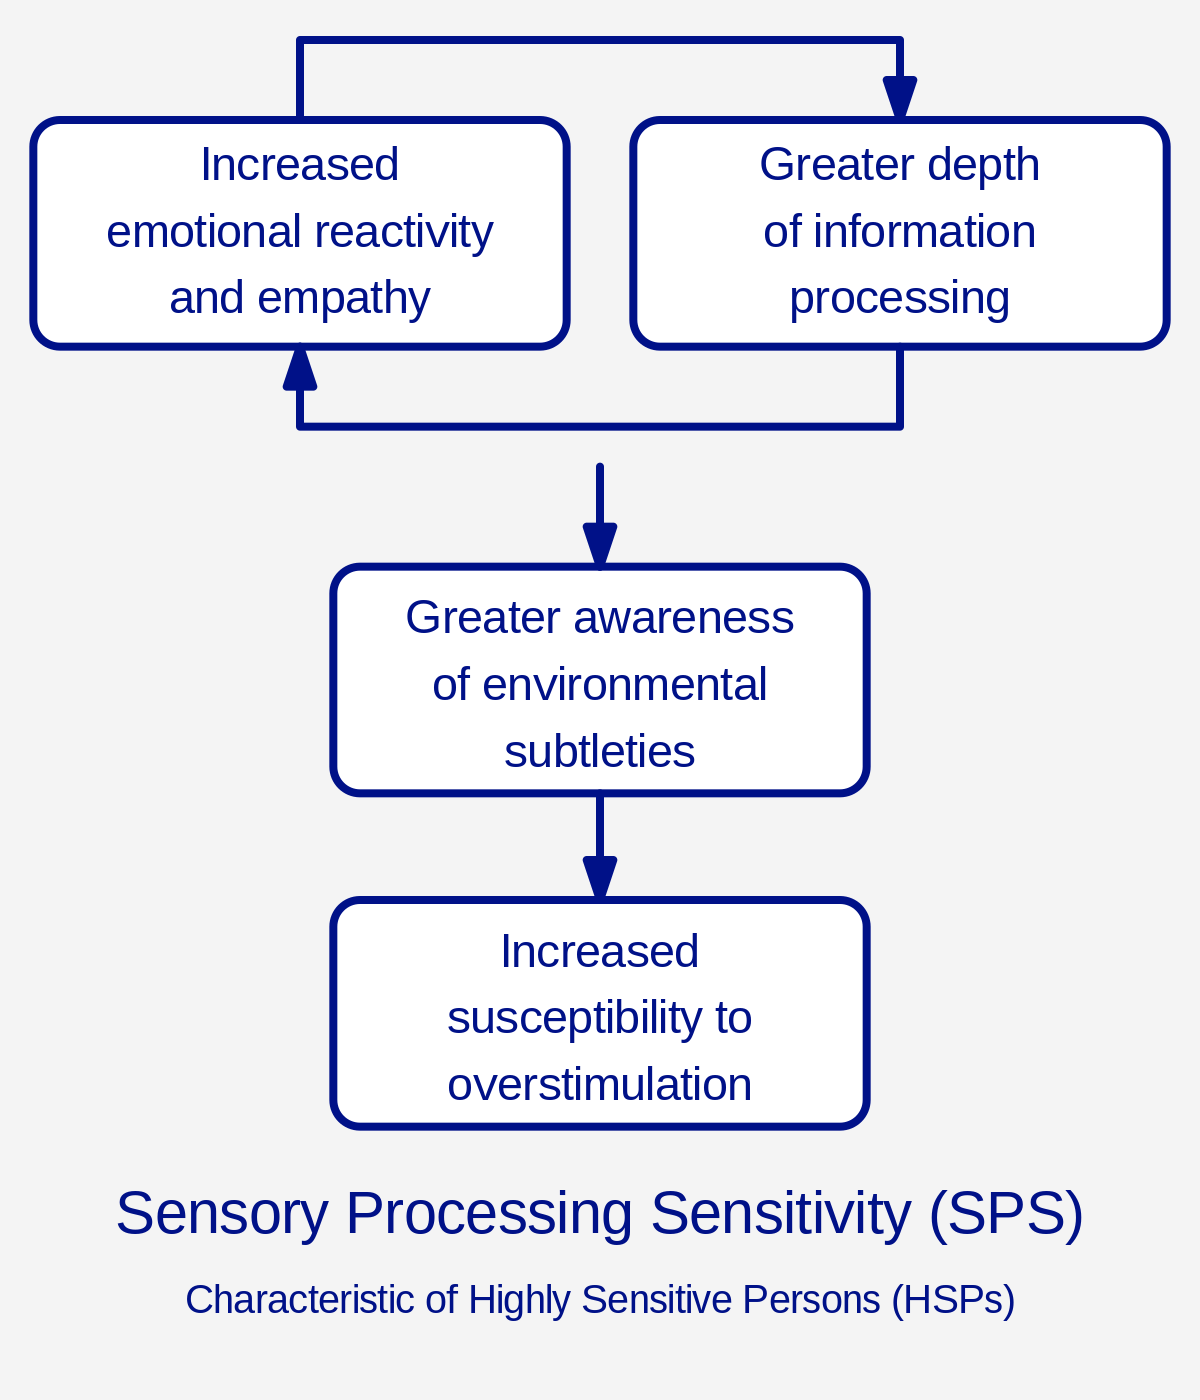 Increased
emotional reactivity
and empathy
Greater depth
of information
processing
Greater awareness
of environmental
subtleties
Increased
susceptibility to
overstimulation
Sensory Processing Sensitivity (SPS)
Characteristic of Highly Sensitive Persons (HSPs)